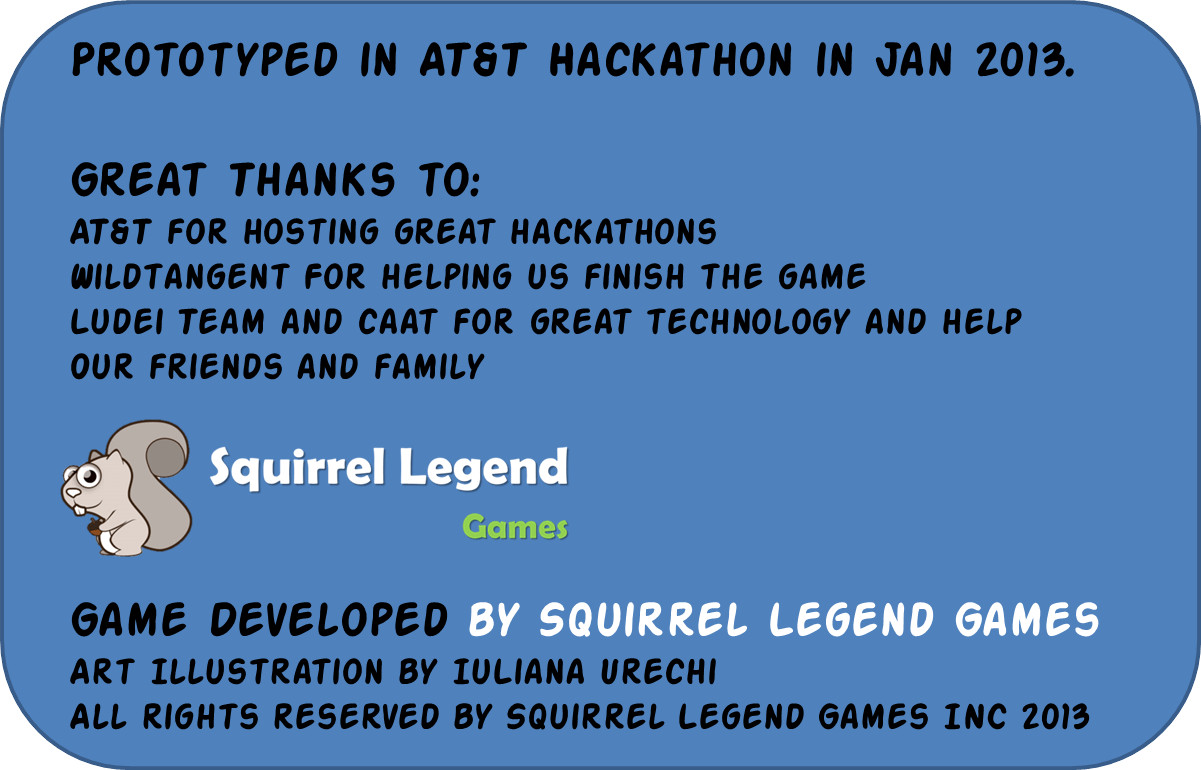 PROTOTYPED IN AT&T HACKATHON IN JAN 2013.
GREAT THANKS TO:
AT&T FOR HOSTING GREAT HACKATHONS
WILDTANGENT FOR HELPING US FINISH THE GAME
LUDEI TEAM AND CAAT FOR GREAT TECHNOLOGY AND HELP
OUR FRIENDS AND FAMILY
Squirrel Legend
Games
GAME DEVELOPED BY SQUIRREL LEGEND GAMES
ART ILLUSTRATION BY IULIANA URECHI
ALL RIGHTS RESERVED BY SQUIRREL LEGEND GAMES INC 2013